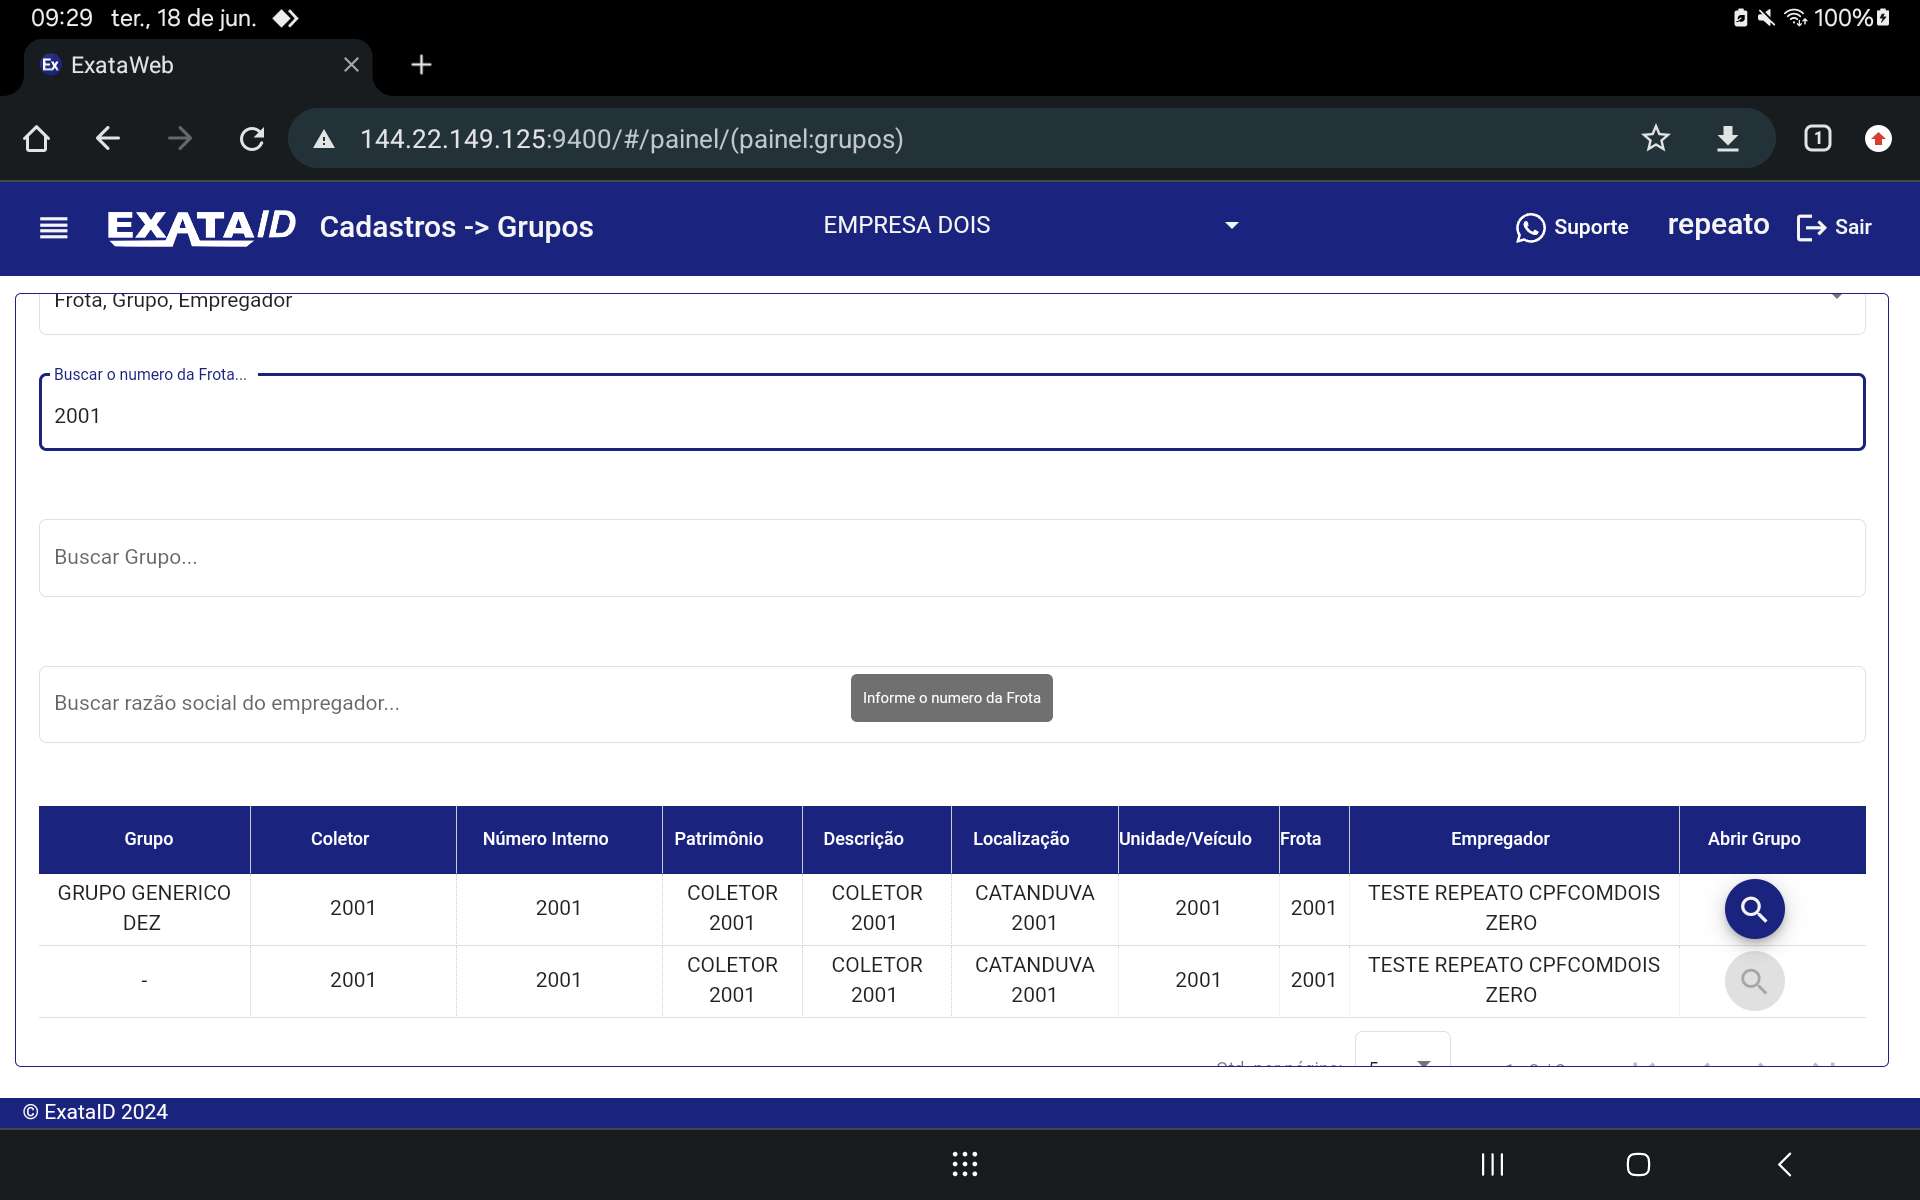 09:29 ter., 18 de jun.
100%
Ex ExataWeb
144.22.149.125:9400/#/painel/(painel:grupos)
1
EXATA/ID Cadastros -> Grupos EMPRESA DOIS Suporte repeato Sair
Frota, Grupo, Empregador
Buscar o numero da Frota...
2001
Buscar Grupo...
Buscar razão social do empregador...
Informe o numero da Frota
Grupo Coletor Número Interno Patrimônio Descrição Localização Unidade/Veículo Frota Empregador Abrir Grupo
GRUPO GENERICO DEZ 2001 2001 COLETOR 2001 COLETOR 2001 CATANDUVA 2001 2001 2001 TESTE REPEATO CPFCOMDOIS ZERO
- 2001 2001 COLETOR 2001 COLETOR 2001 CATANDUVA 2001 2001 2001 TESTE REPEATO CPFCOMDOIS ZERO
© ExataID 2024